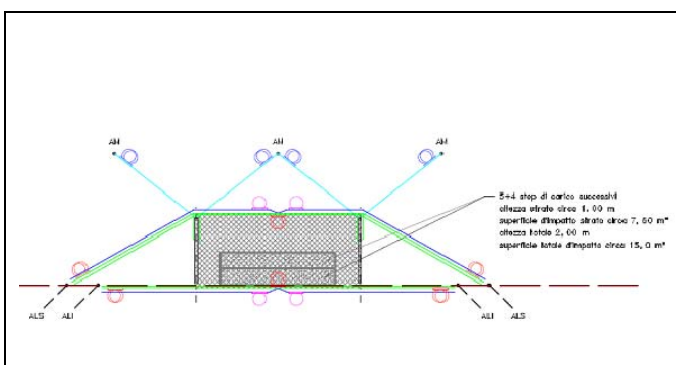 AM AM AM
5+4 step di carico successivi
altezza strato circa 1,00 m
superficie d'impatto strato circa 7,50 m²
altezza totale 2,00 m
superficie totale d'impatto circa 15,0 m²
ALS ALI ALI ALS